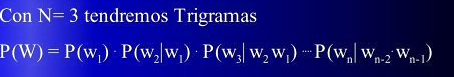 Con N= 3 tendremos Trigramas
P(W) = P(w₁) · P(w₂|w₁) · P(w₃| w₂ w₁) ··· P(wₙ| wₙ₋₂· wₙ₋₁)